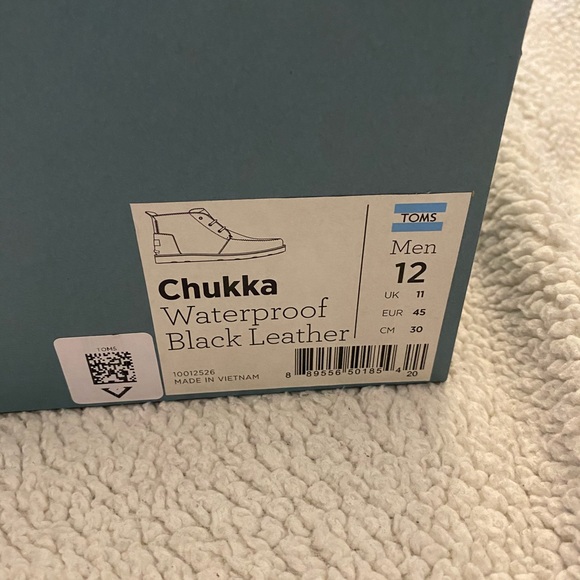 TOMS
Men
12
UK 11
EUR 45
CM 30
Chukka
Waterproof
Black Leather
10012526
MADE IN VIETNAM
8 89556 50185 4 20
TOMS